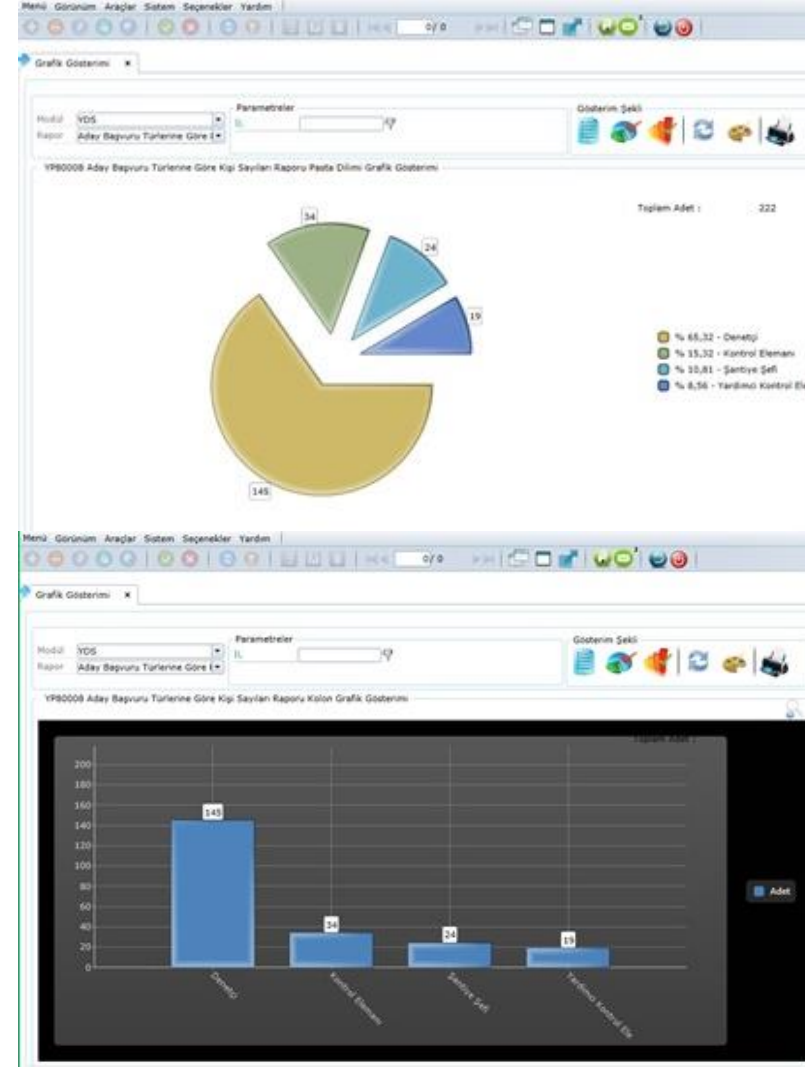 Menü Görünüm Araçlar Sistem Seçenekler Yardım
0/ 0
Grafik Gösterimi x
Parametreler
Gösterim Şekli
Modül YDS
İL
Rapor Aday Başvuru Türlerine Göre
YP80008 Aday Başvuru Türlerine Göre Kişi Sayıları Raporu Pasta Dilimi Grafik Gösterimi
Toplam Adet : 222
34
24
19
145
% 65,32 - Denetçi
% 15,32 - Kontrol Elemanı
% 10,81 - Şantiye Şefi
% 8,56 - Yardımcı Kontrol Ele
Menü Görünüm Araçlar Sistem Seçenekler Yardım
0/ 0
Grafik Gösterimi x
Parametreler
Gösterim Şekli
Modül YDS
İL
Rapor Aday Başvuru Türlerine Göre
YP80008 Aday Başvuru Türlerine Göre Kişi Sayıları Raporu Kolon Grafik Gösterimi
Toplam Adet :
200
180
160
140
120
100
80
60
40
20
0
145
34
24
19
Adet
Denetçi
Kontrol Elemanı
Şantiye Şefi
Yardımcı Kontrol Ele